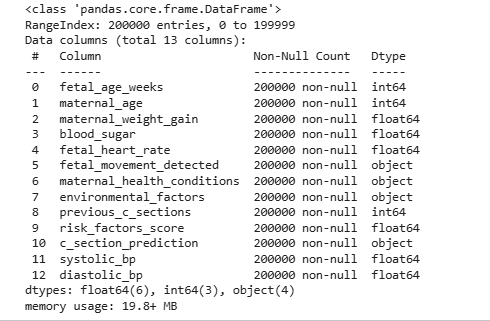 <class 'pandas.core.frame.DataFrame'>
RangeIndex: 200000 entries, 0 to 199999
Data columns (total 13 columns):
 #   Column                      Non-Null Count   Dtype
---  ------                      --------------   -----
 0   fetal_age_weeks             200000 non-null  int64
 1   maternal_age                200000 non-null  int64
 2   maternal_weight_gain        200000 non-null  float64
 3   blood_sugar                 200000 non-null  float64
 4   fetal_heart_rate            200000 non-null  float64
 5   fetal_movement_detected     200000 non-null  object
 6   maternal_health_conditions  200000 non-null  object
 7   environmental_factors       200000 non-null  object
 8   previous_c_sections         200000 non-null  int64
 9   risk_factors_score          200000 non-null  float64
 10  c_section_prediction        200000 non-null  object
 11  systolic_bp                 200000 non-null  float64
 12  diastolic_bp                200000 non-null  float64
dtypes: float64(6), int64(3), object(4)
memory usage: 19.8+ MB